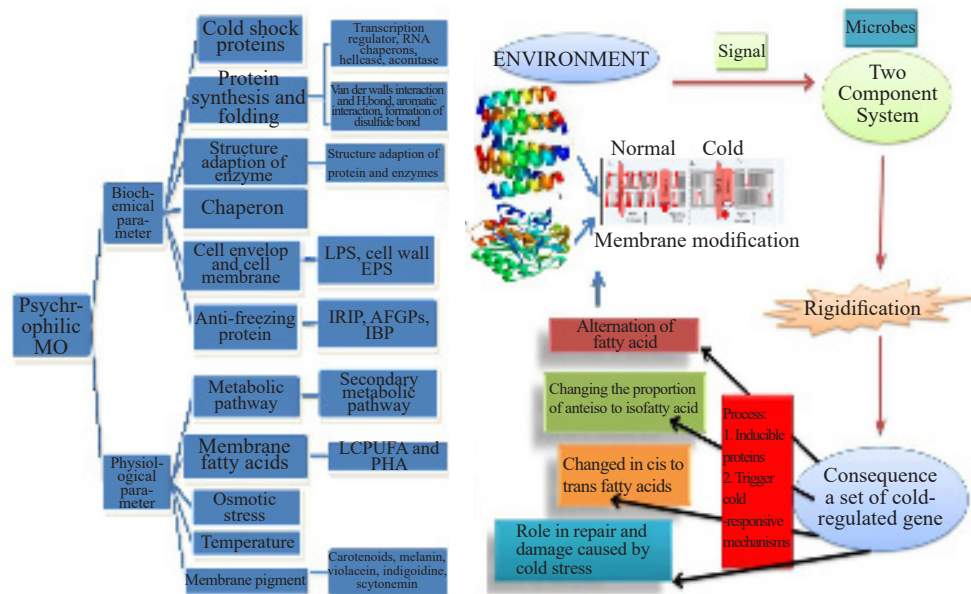 Psychr-
ophilic
MO
Bioch-
emical
para-
meter
Cold shock
proteins
Protein
synthesis and
folding
Transcription
regulator, RNA
chaperons,
hellcase, aconitase
Van der walls interaction
and H,bond, aromatic
interaction, formation of
disulfide bond
Structure
adaption of
enzyme
Structure adaption of
protein and enzymes
Chaperon
Cell envelop
and cell
membrane
LPS, cell wall
EPS
Anti-freezing
protein
IRIP, AFGPs,
IBP
Physiol-
ogical
para-
meter
Metabolic
pathway
Secondary
metabolic
pathway
Membrane
fatty acids
LCPUFA and
PHA
Osmotic
stress
Temperature
Membrane pigment
Carotenoids, melanin,
violacein, indigoidine,
scytonemin
ENVIRONMENT
Signal
Microbes
Two
Component
System
Normal
Cold
Membrane modification
Rigidification
Alternation of
fatty acid
Changing the proportion
of anteiso to isofatty acid
Changed in cis to
trans fatty acids
Role in repair and
damage caused by
cold stress
Process:
1. Inducible
proteins
2. Trigger
cold
-responsive
mechanisms
Consequence
a set of cold-
regulated gene